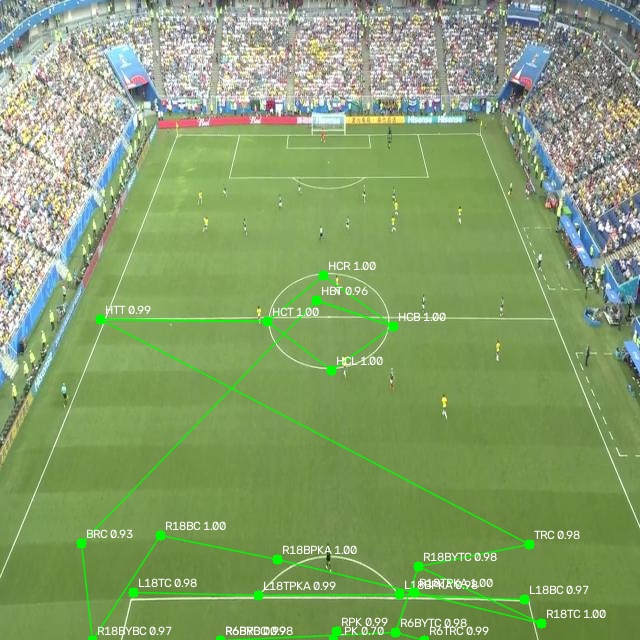 Hisense
Hisense
HCR 1.00
HBT 0.96
HTT 0.99
HCT 1.00
HCB 1.00
HCL 1.00
BRC 0.93
R18BC 1.00
TRC 0.98
R18BPKA 1.00
R18BYTC 0.98
L18TC 0.98
L18TPKA 0.99
L18BC 0.97
R18TC 1.00
RPK 0.99
R6BYTC 0.98
R18BYBC 0.97
LPK 0.70
R6TRC 0.99